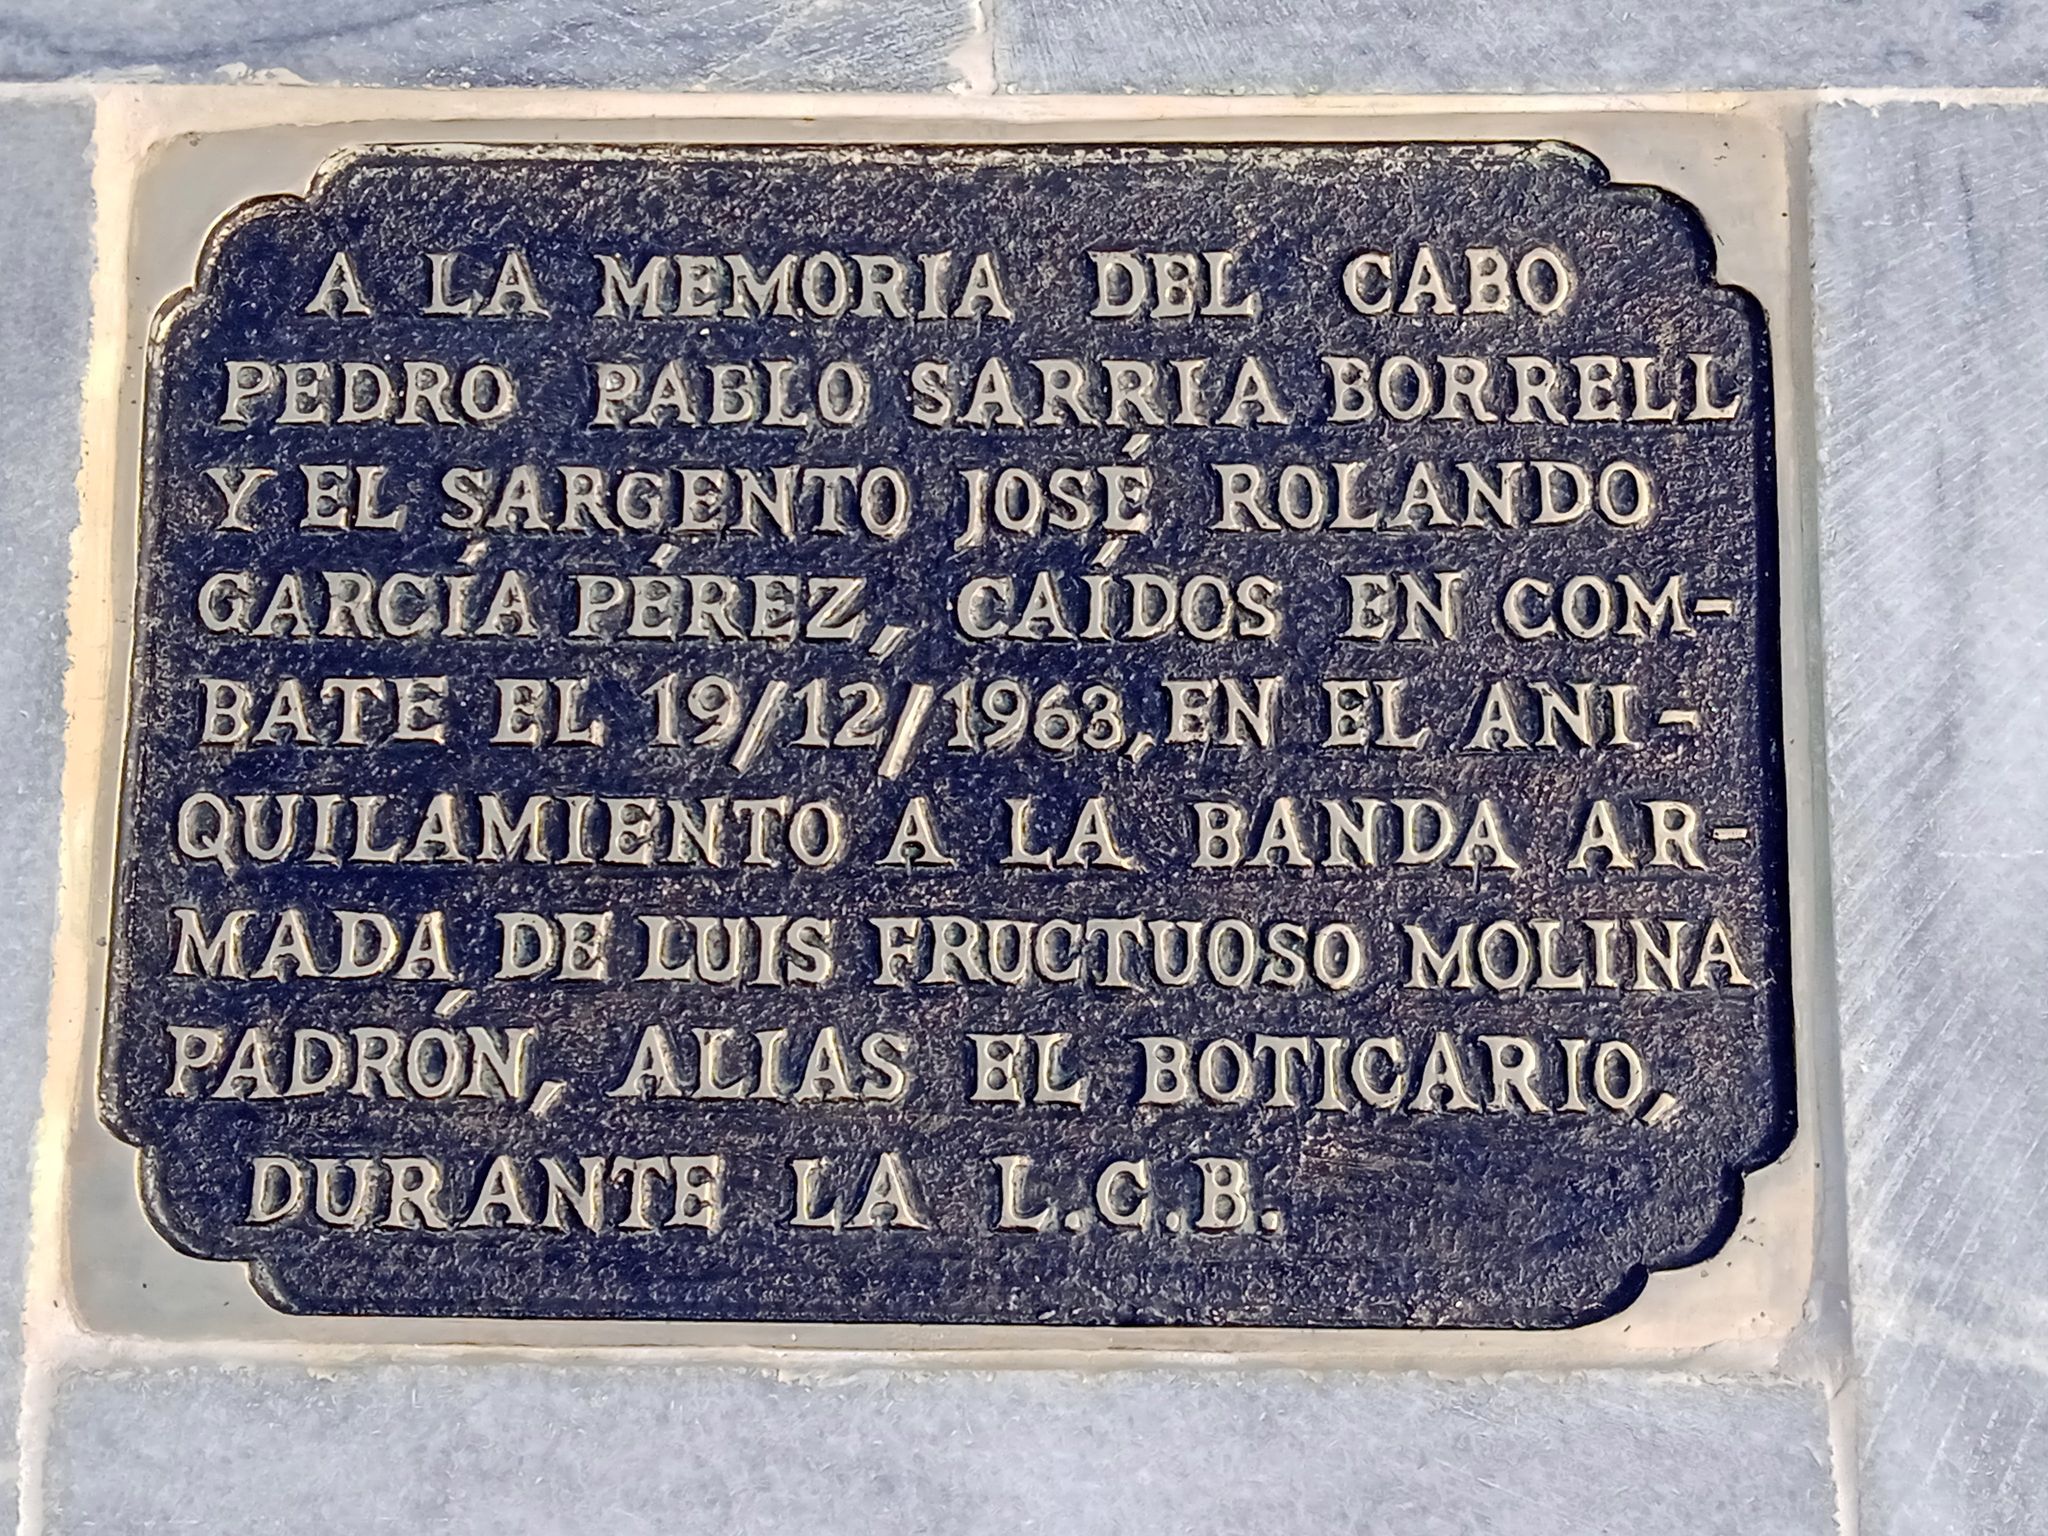 A LA MEMORIA DEL CABO
PEDRO PABLO SARRIA BORRELL
Y EL SARGENTO JOSÉ ROLANDO
GARCÍA PÉREZ, CAÍDOS EN COM-
BATE EL 19/12/1963, EN EL ANI-
QUILAMIENTO A LA BANDA AR-
MADA DE LUIS FRUCTUOSO MOLINA
PADRÓN, ALIAS EL BOTICARIO,
DURANTE LA L.C.B.